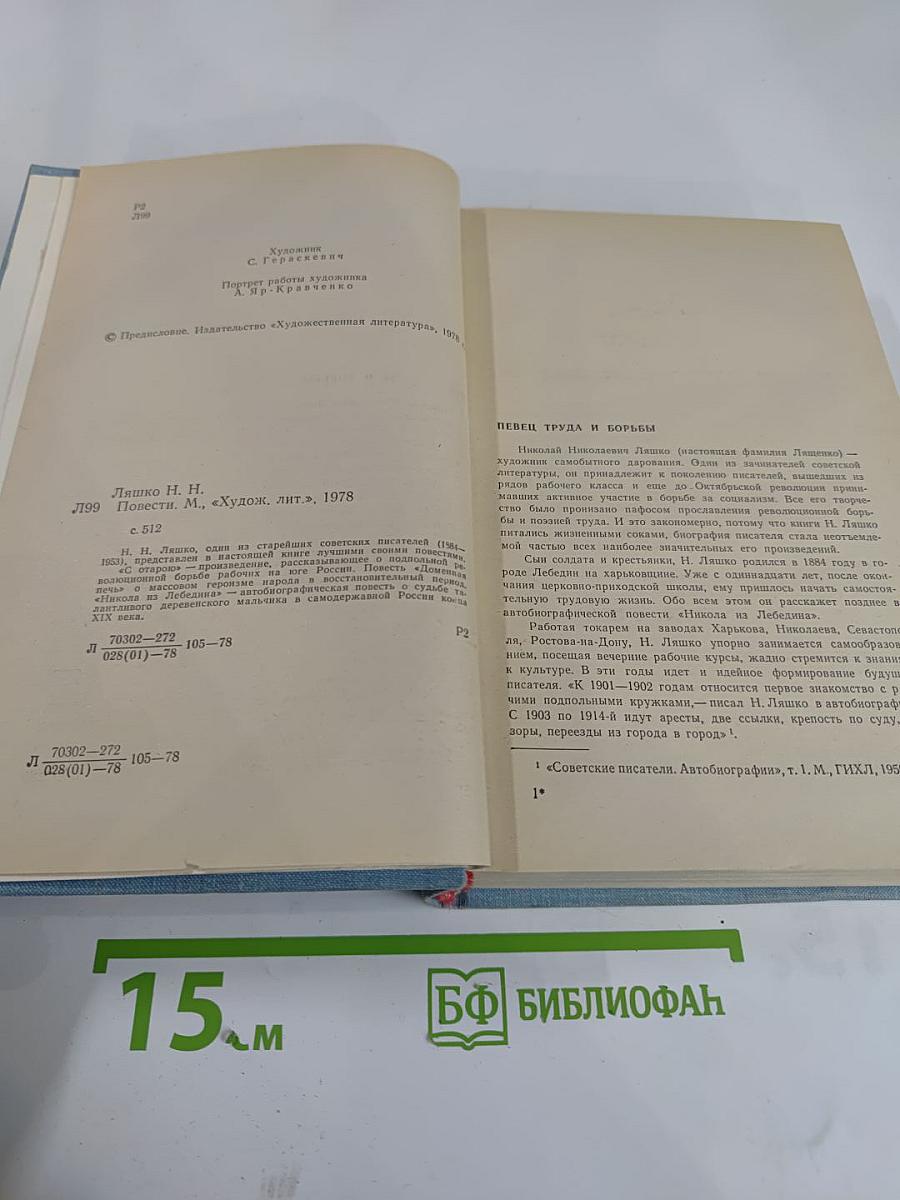 Р2
Л99
Художник
С. Гераскевич
Портрет работы художника
А. Яр-Кравченко
© Предисловие. Издательство «Художественная литература», 1978 г.
Ляшко Н. Н.
Л99 Повести. М., «Худож. лит.», 1978
с. 512
Н. Н. Ляшко, один из старейших советских писателей (1984—
1953), представлен в настоящей книге лучшими своими повестями.
«С отарою» — произведение, рассказывающее о подпольной ре-
волюционной борьбе рабочих на юге России. Повесть «Доменная
печь» о массовом героизме народа в восстановительный период.
«Никола из Лебедина» — автобиографическая повесть о судьбе та-
лантливого деревенского мальчика в самодержавной России конца
XIX века.
Л 70302—272
028(01)—78 105—78
Р2
Л 70302—272
028(01)—78 105—78
ПЕВЕЦ ТРУДА И БОРЬБЫ
Николай Николаевич Ляшко (настоящая фамилия Лященко) —
художник самобытного дарования. Один из зачинателей советской
литературы, он принадлежит к поколению писателей, вышедших из
рядов рабочего класса и еще до Октябрьской революции прини-
мавших активное участие в борьбе за социализм. Все его творче-
ство было пронизано пафосом прославления революционной борь-
бы и поэзией труда. И это закономерно, потому что книги Н. Ляшко
питались жизненными соками, биография писателя стала неотъемле-
мой частью всех наиболее значительных его произведений.
Сын солдата и крестьянки, Н. Ляшко родился в 1884 году в го-
роде Лебедин на харьковщине. Уже с одиннадцати лет, после окон-
чания церковно-приходской школы, ему пришлось начать самостоя-
тельную трудовую жизнь. Обо всем этом он расскажет позднее в
автобиографической повести «Никола из Лебедина».
Работая токарем на заводах Харькова, Николаева, Севастопо
ля, Ростова-на-Дону, Н. Ляшко упорно занимается самообразов
нием, посещая вечерние рабочие курсы, жадно стремится к знания
к культуре. В эти годы идет и идейное формирование будущ
писателя. «К 1901—1902 годам относится первое знакомство с р
чими подпольными кружками,— писал Н. Ляшко в автобиограф
С 1903 по 1914-й идут аресты, две ссылки, крепость по суду,
зоры, переезды из города в город» ¹.
¹ «Советские писатели. Автобиографии», т. 1. М., ГИХЛ, 195
1*
15 см
БФ БИБЛИОФАН